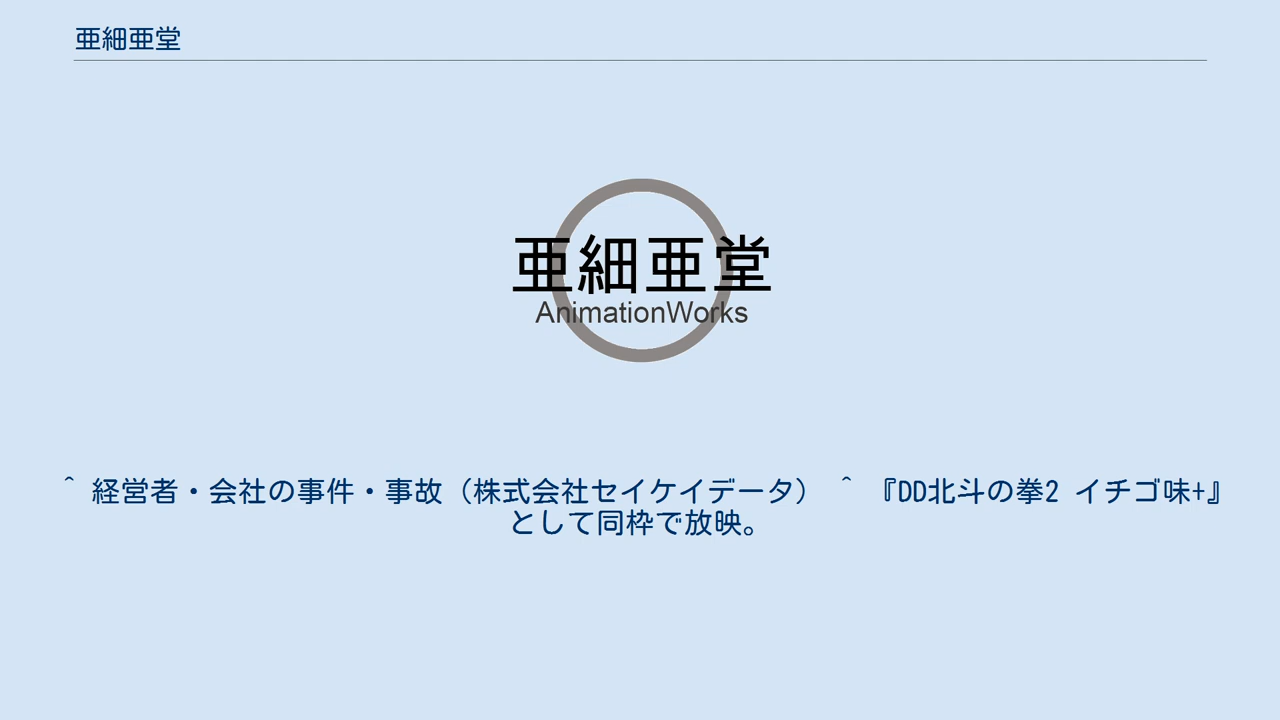 亜細亜堂
亜細亜堂
AnimationWorks
^ 経営者・会社の事件・事故（株式会社セイケイデータ） ^ 『DD北斗の拳2 イチゴ味+』
として同枠で放映。